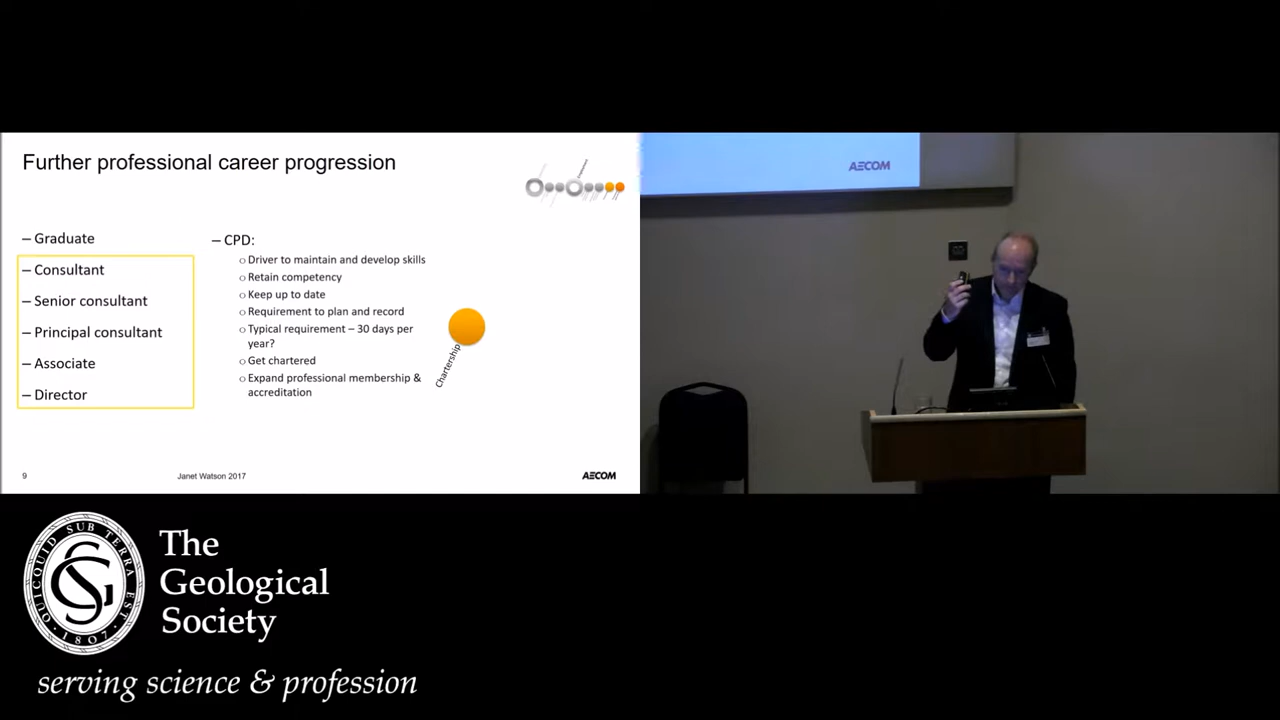 Further professional career progression
– Graduate
– Consultant
– Senior consultant
– Principal consultant
– Associate
– Director
– CPD:
o Driver to maintain and develop skills
o Retain competency
o Keep up to date
o Requirement to plan and record
o Typical requirement – 30 days per
year?
o Get chartered
o Expand professional membership &
accreditation
Chartership
9
Janet Watson 2017
AECOM
AECOM
QUICQUID SUB TERRA EST
1807
The
Geological
Society
serving science & profession